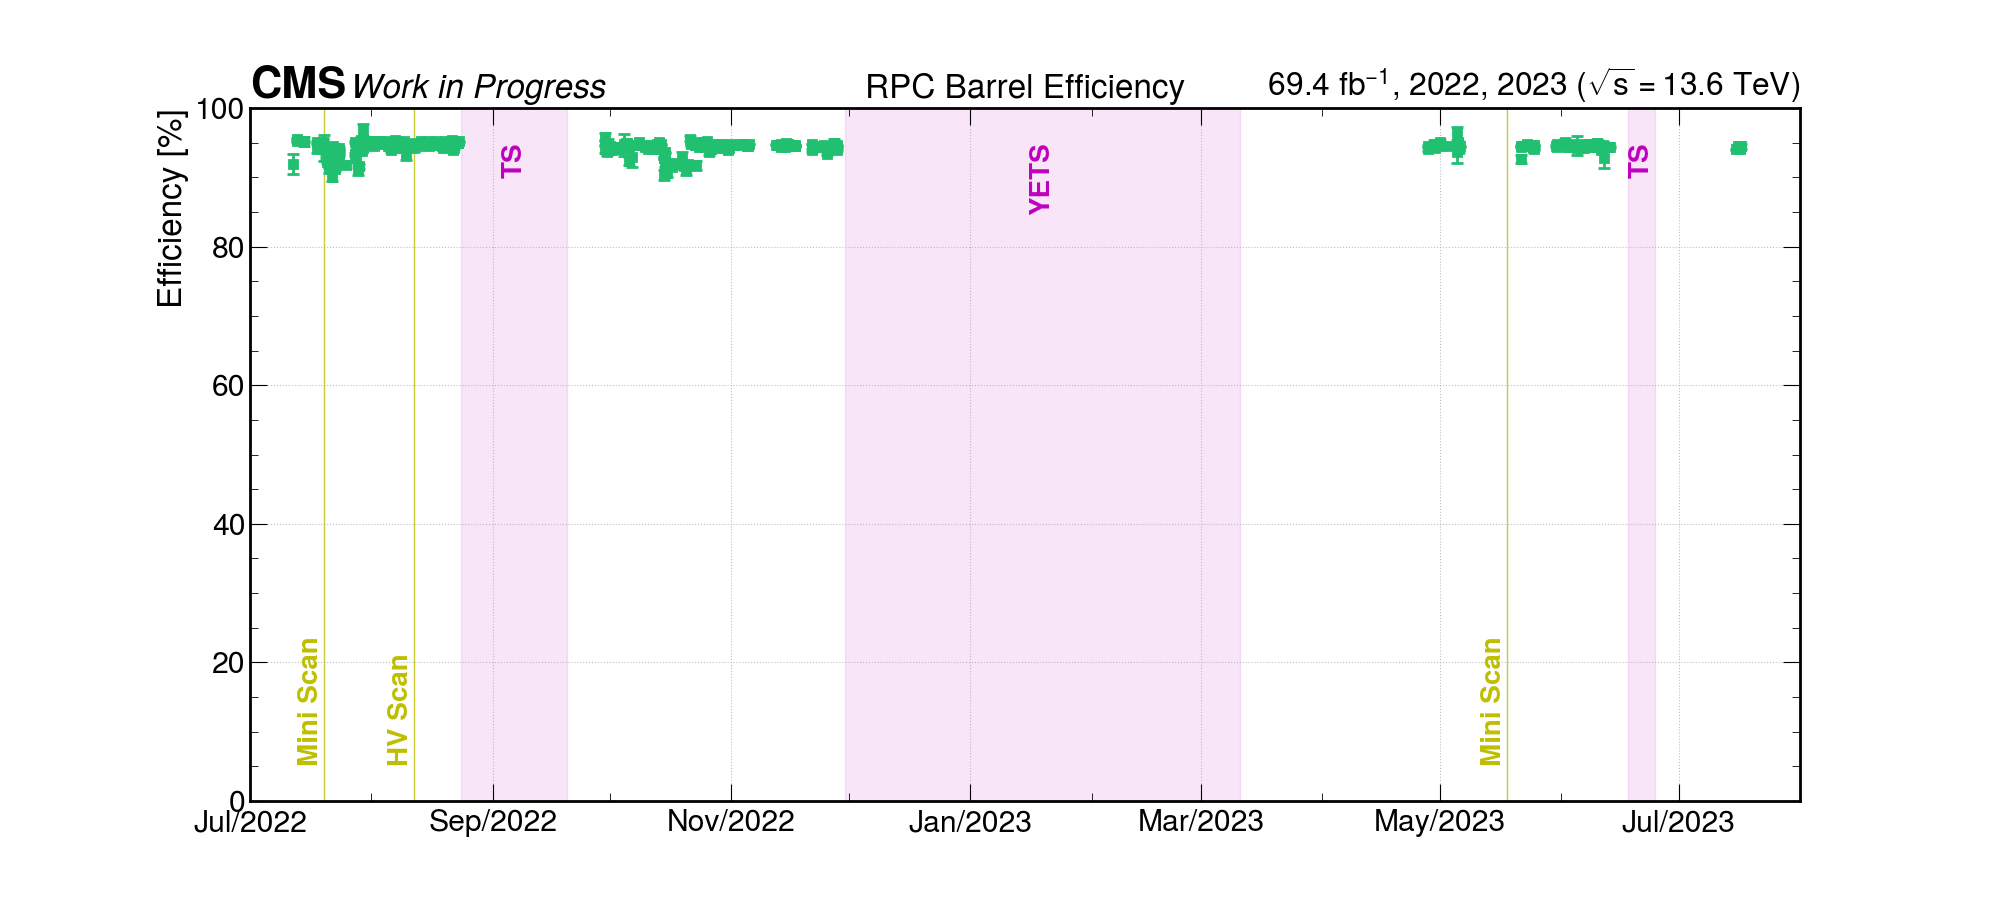 CMS Work in Progress RPC Barrel Efficiency 69.4 fb⁻¹, 2022, 2023 (√s = 13.6 TeV)
Efficiency [%]
100
80
60
40
20
0
TS
YETS
TS
Mini Scan
HV Scan
Mini Scan
Jul/2022 Sep/2022 Nov/2022 Jan/2023 Mar/2023 May/2023 Jul/2023